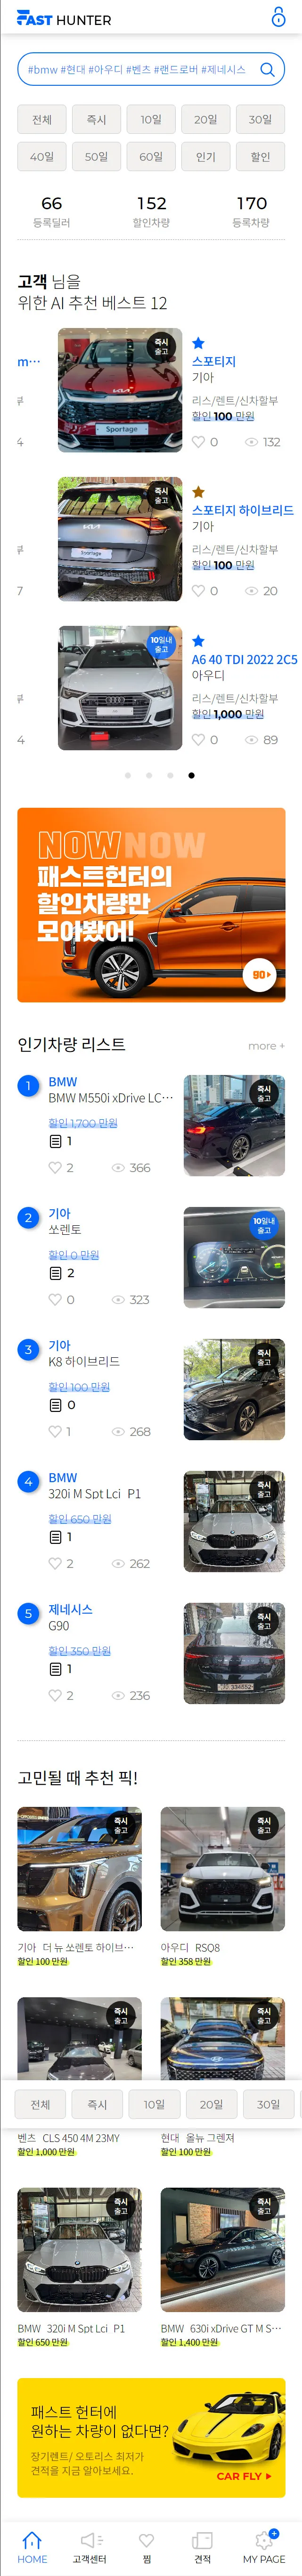 FAST HUNTER
#bmw #현대 #아우디 #벤츠 #랜드로버 #제네시스
전체 즉시 10일 20일 30일
40일 50일 60일 인기 할인
66 152 170
등록딜러 할인차량 등록차량
고객 님을
위한 AI 추천 베스트 12
m···
4
즉시
출고
스포티지
기아
리스/렌트/신차할부
할인 100 만원
0 132
Sportage
7
즉시
출고
스포티지 하이브리드
기아
리스/렌트/신차할부
할인 100 만원
0 20
Sportage
4
10일내
출고
A6 40 TDI 2022 2C5
아우디
리스/렌트/신차할부
할인 1,000 만원
0 89
NOW NOW
패스트헌터의
할인차량만
모아왔어!
GO
인기차량 리스트 more +
1
BMW
BMW M550i xDrive LC···
할인 1,700 만원
1
2 366
즉시
출고
2
기아
쏘렌토
할인 0 만원
2
0 323
10일내
출고
3
기아
K8 하이브리드
할인 100 만원
0
1 268
즉시
출고
4
BMW
320i M Spt Lci P1
할인 650 만원
1
2 262
즉시
출고
5
제네시스
G90
할인 350 만원
1
2 236
즉시
출고
고민될 때 추천 픽!
즉시
출고
기아 더 뉴 쏘렌토 하이브···
할인 100 만원
즉시
출고
아우디 RSQ8
할인 358 만원
즉시
출고
즉시
출고
전체 즉시 10일 20일 30일
벤츠 CLS 450 4M 23MY
할인 1,000 만원
현대 올뉴 그렌져
할인 100 만원
즉시
출고
BMW 320i M Spt Lci P1
할인 650 만원
즉시
출고
BMW 630i xDrive GT M S···
할인 1,400 만원
패스트 헌터에
원하는 차량이 없다면?
장기렌트/ 오토리스 최저가
견적을 지금 알아보세요.
CAR FLY
HOME 고객센터 찜 견적 MY PAGE